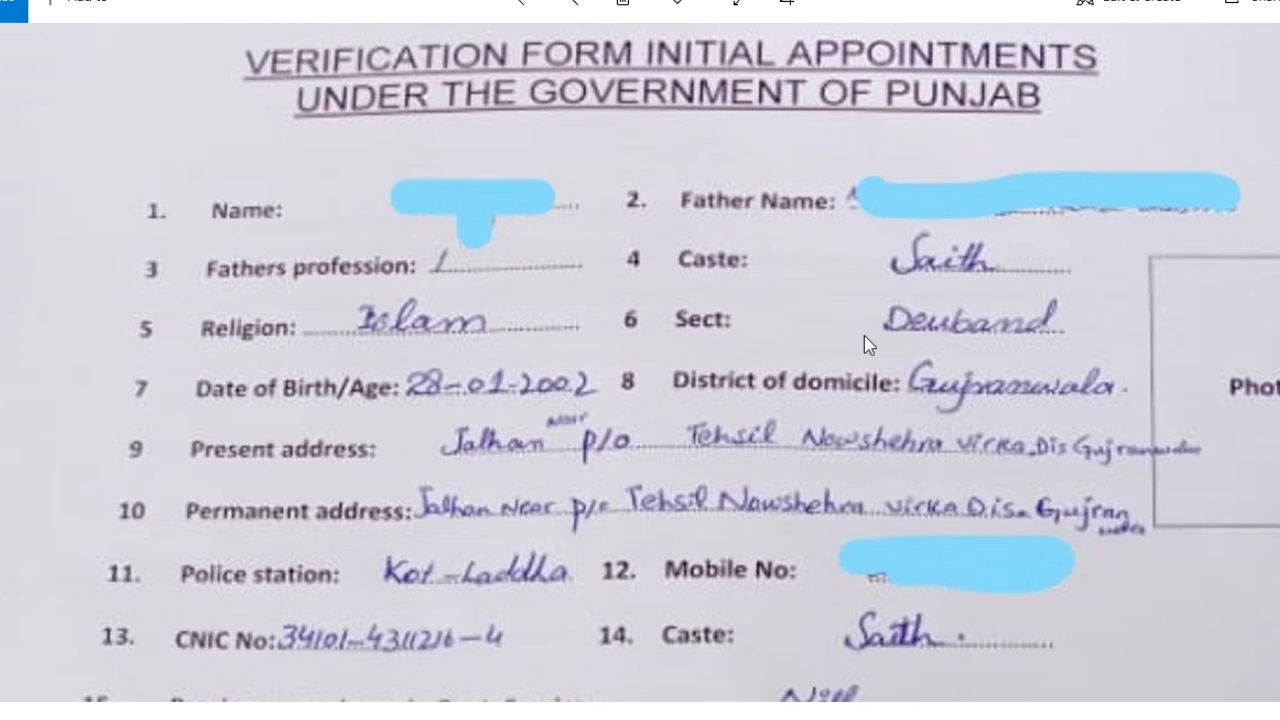 VERIFICATION FORM INITIAL APPOINTMENTS
UNDER THE GOVERNMENT OF PUNJAB
1. Name: 2. Father Name:
3 Fathers profession: / 4 Caste: Saith
5 Religion: Islam 6 Sect: Deuband
7 Date of Birth/Age: 28-01-2002 8 District of domicile: Gujranwala.
Phot
9 Present address: Jalhan near p/o Tehsil Nowshehra virka Dis Gujranwala
10 Permanent address: Jalhan Near p/o Tehsil Nowshehra virka Dis. Gujranwala
11. Police station: Kot-Laddha 12. Mobile No:
13. CNIC No: 34101-4311216-4 14. Caste: Saith.